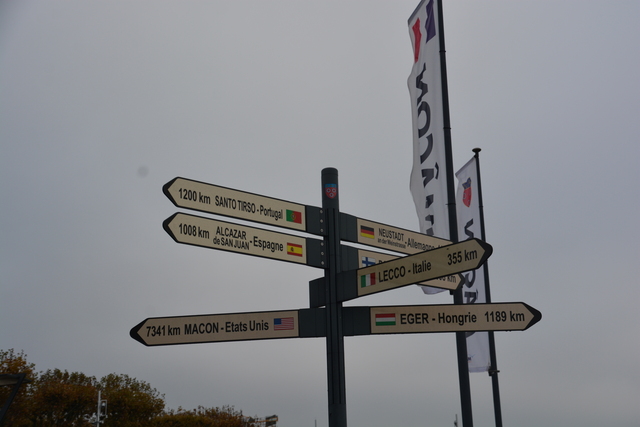 1200 km SANTO TIRSO - Portugal
1008 km ALCAZAR
de SAN JUAN - Espagne
NEUSTADT
an der Weinstrasse - Allemagne
LECCO - Italie 355 km
7341 km MACON - Etats Unis
EGER - Hongrie 1189 km